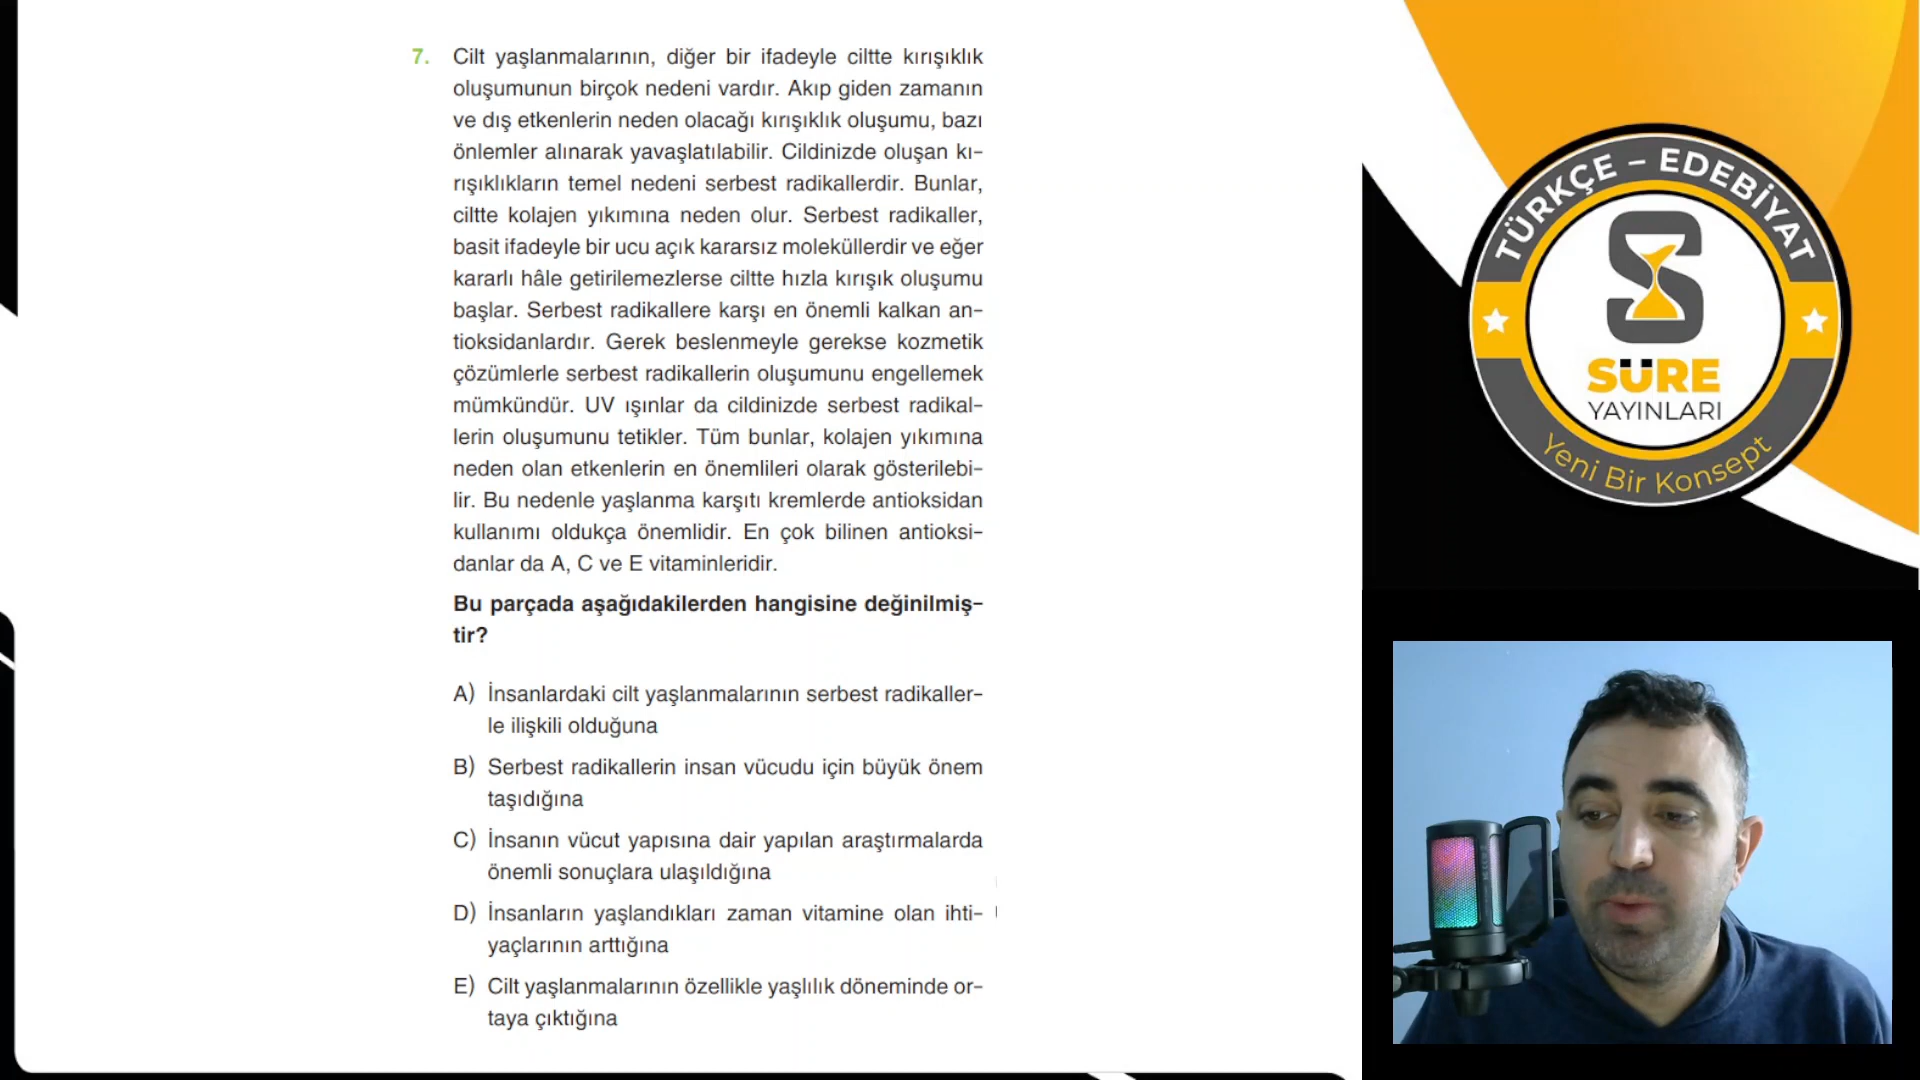 7. Cilt yaşlanmalarının, diğer bir ifadeyle ciltte kırışıklık
oluşumunun birçok nedeni vardır. Akıp giden zamanın
ve dış etkenlerin neden olacağı kırışıklık oluşumu, bazı
önlemler alınarak yavaşlatılabilir. Cildinizde oluşan kı-
rışıklıkların temel nedeni serbest radikallerdir. Bunlar,
ciltte kolajen yıkımına neden olur. Serbest radikaller,
basit ifadeyle bir ucu açık kararsız moleküllerdir ve eğer
kararlı hâle getirilemezlerse ciltte hızla kırışık oluşumu
başlar. Serbest radikallere karşı en önemli kalkan an-
tioksidanlardır. Gerek beslenmeyle gerekse kozmetik
çözümlerle serbest radikallerin oluşumunu engellemek
mümkündür. UV ışınlar da cildinizde serbest radikal-
lerin oluşumunu tetikler. Tüm bunlar, kolajen yıkımına
neden olan etkenlerin en önemlileri olarak gösterilebi-
lir. Bu nedenle yaşlanma karşıtı kremlerde antioksidan
kullanımı oldukça önemlidir. En çok bilinen antioksi-
danlar da A, C ve E vitaminleridir.
Bu parçada aşağıdakilerden hangisine değinilmiş-
tir?
A) İnsanlardaki cilt yaşlanmalarının serbest radikaller-
le ilişkili olduğuna
B) Serbest radikallerin insan vücudu için büyük önem
taşıdığına
C) İnsanın vücut yapısına dair yapılan araştırmalarda
önemli sonuçlara ulaşıldığına
D) İnsanların yaşlandıkları zaman vitamine olan ihti-
yaçlarının arttığına
E) Cilt yaşlanmalarının özellikle yaşlılık döneminde or-
taya çıktığına
TÜRKÇE – EDEBİYAT
SÜRE
YAYINLARI
Yeni Bir Konsept